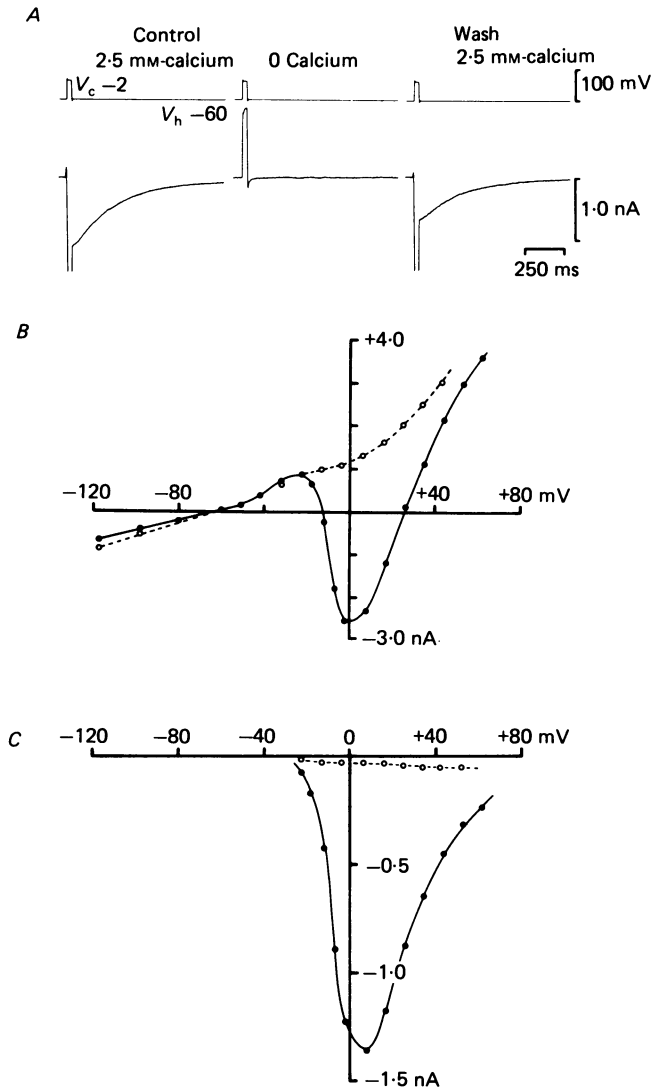 A
Control
2·5 mM-calcium
0 Calcium
Wash
2·5 mM-calcium
Vc −2
Vh −60
100 mV
1·0 nA
250 ms
B
+4·0
−120
−80
+40
+80 mV
−3·0 nA
C
−120
−80
−40
0
+40
+80 mV
−0·5
−1·0
−1·5 nA